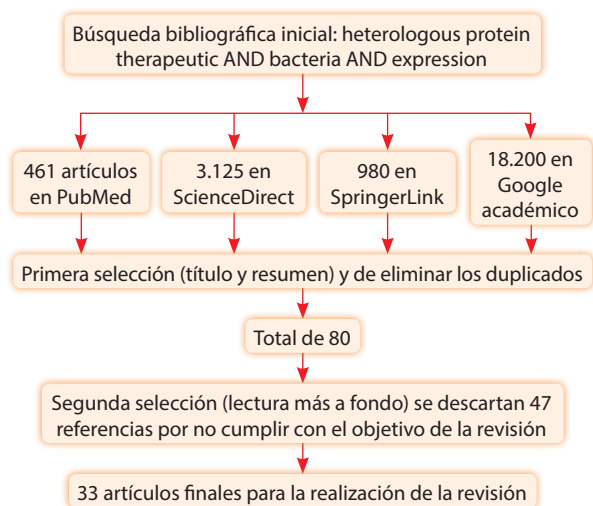 Búsqueda bibliográfica inicial: heterologous protein
therapeutic AND bacteria AND expression
461 artículos
en PubMed
3.125 en
ScienceDirect
980 en
SpringerLink
18.200 en
Google
académico
Primera selección (título y resumen) y de eliminar los duplicados
Total de 80
Segunda selección (lectura más a fondo) se descartan 47
referencias por no cumplir con el objetivo de la revisión
33 artículos finales para la realización de la revisión